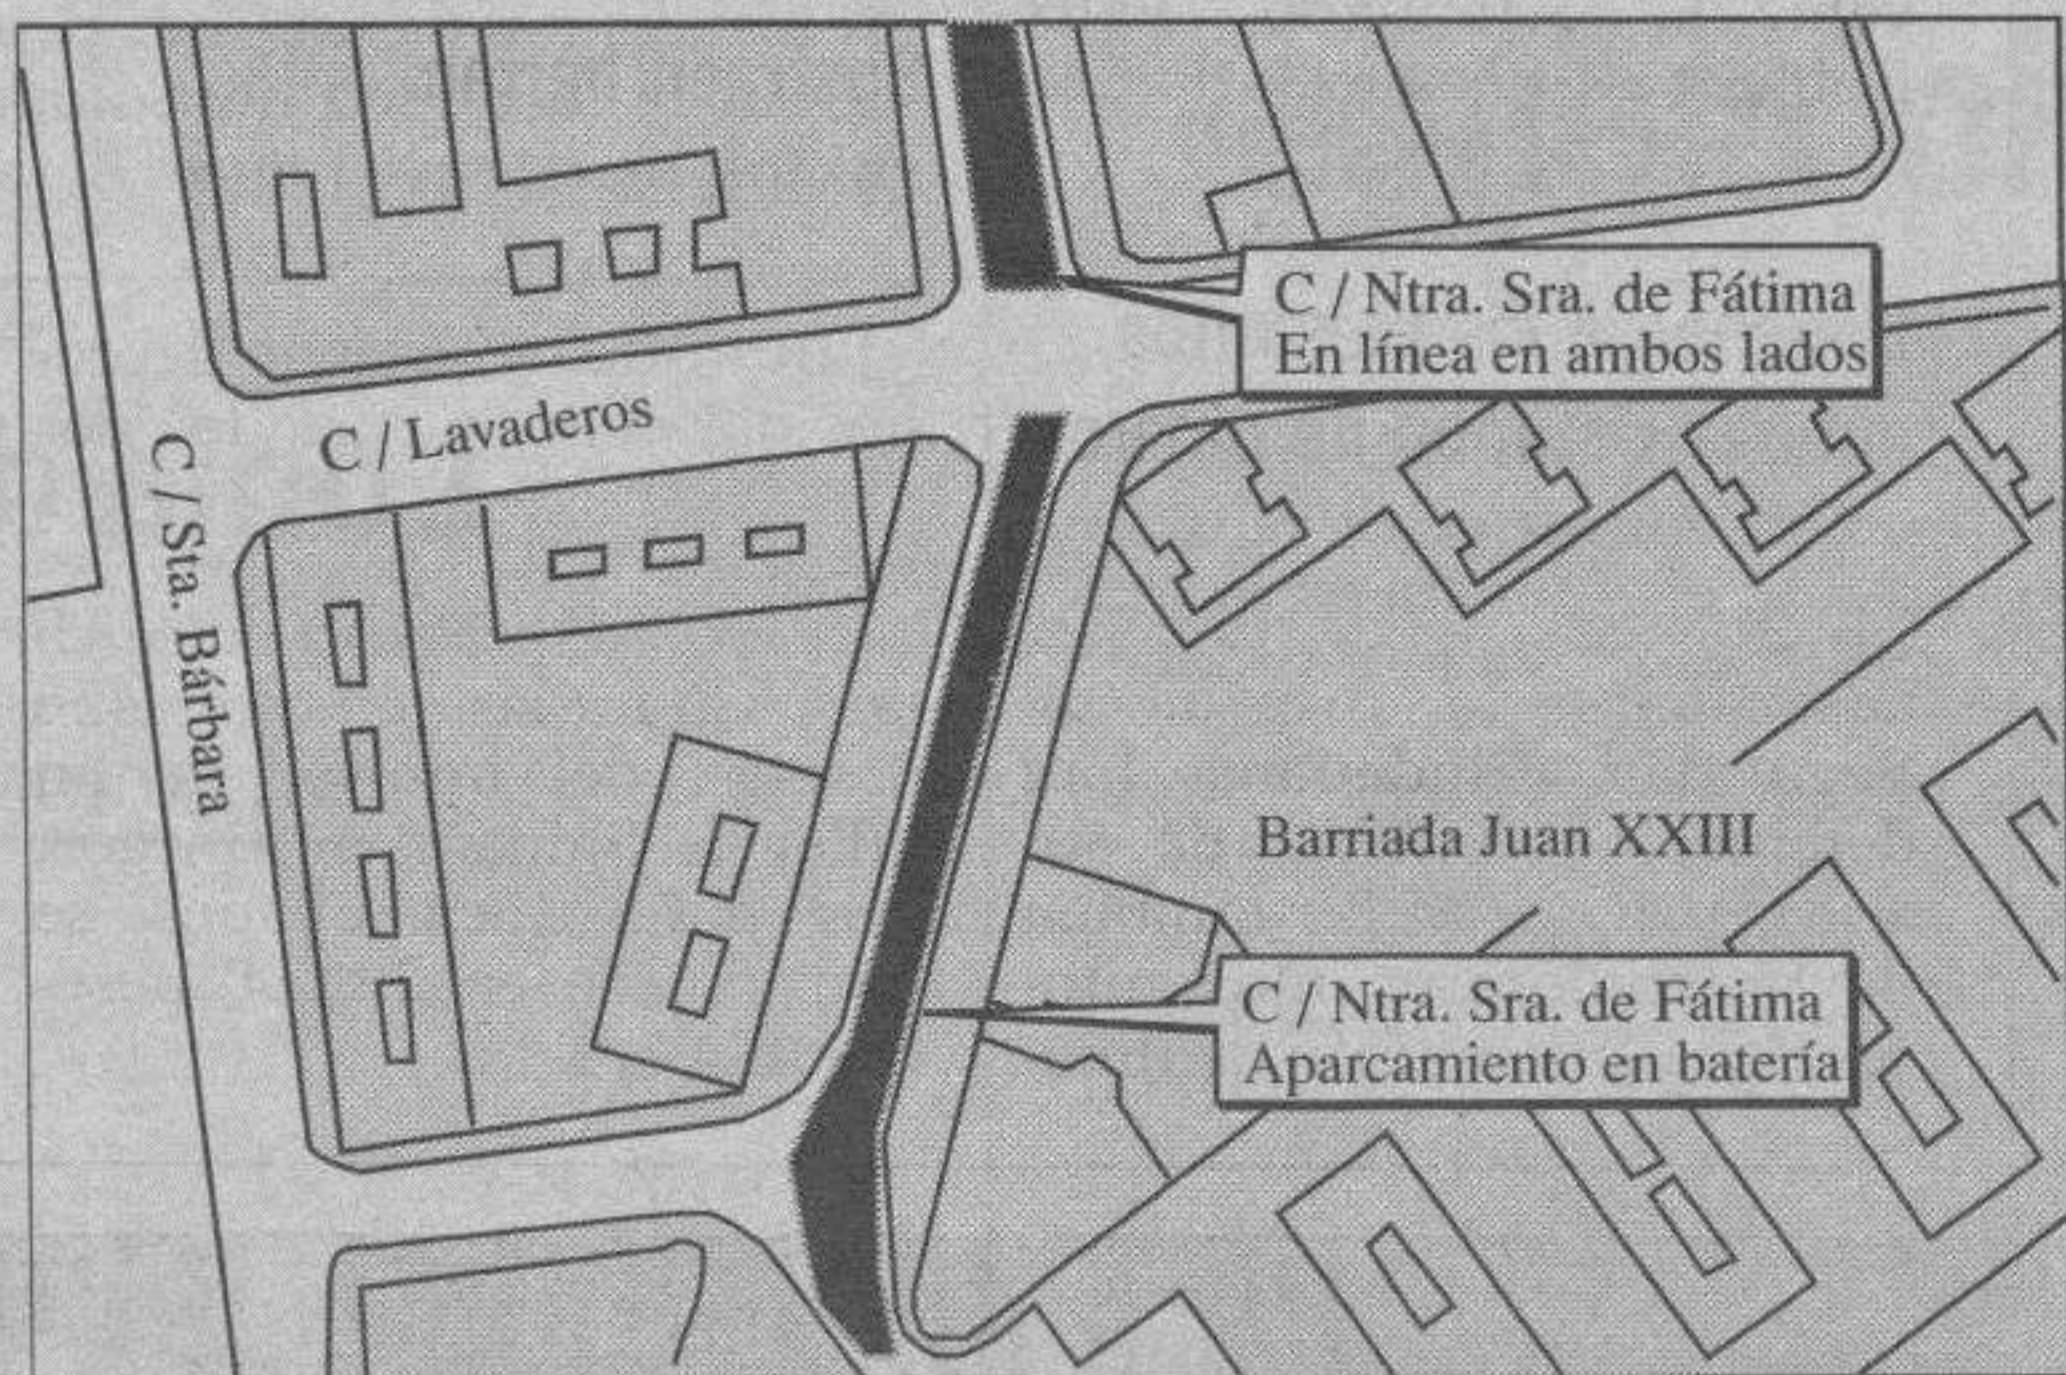 C / Ntra. Sra. de Fátima
En línea en ambos lados
C / Lavaderos
C / Sta. Bárbara
Barriada Juan XXIII
C / Ntra. Sra. de Fátima
Aparcamiento en batería